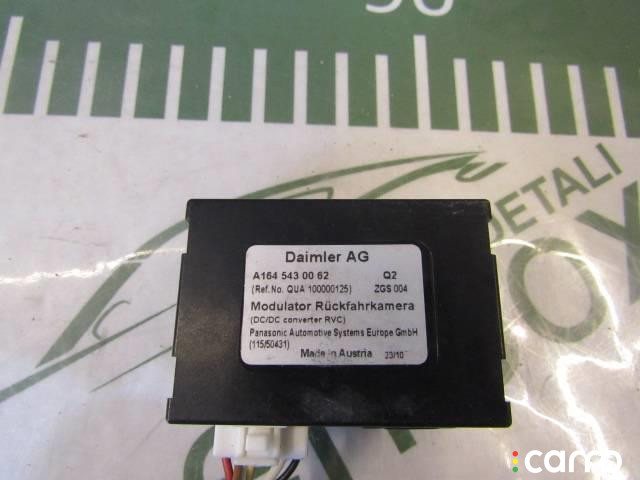 Daimler AG
A164 543 00 62 Q2
(Ref.No. QUA 100000125) ZGS 004
Modulator Rückfahrkamera
(DC/DC converter RVC)
Panasonic Automotive Systems Europe GmbH
(115/50431)
Made in Austria 23/10
DETALI
carro